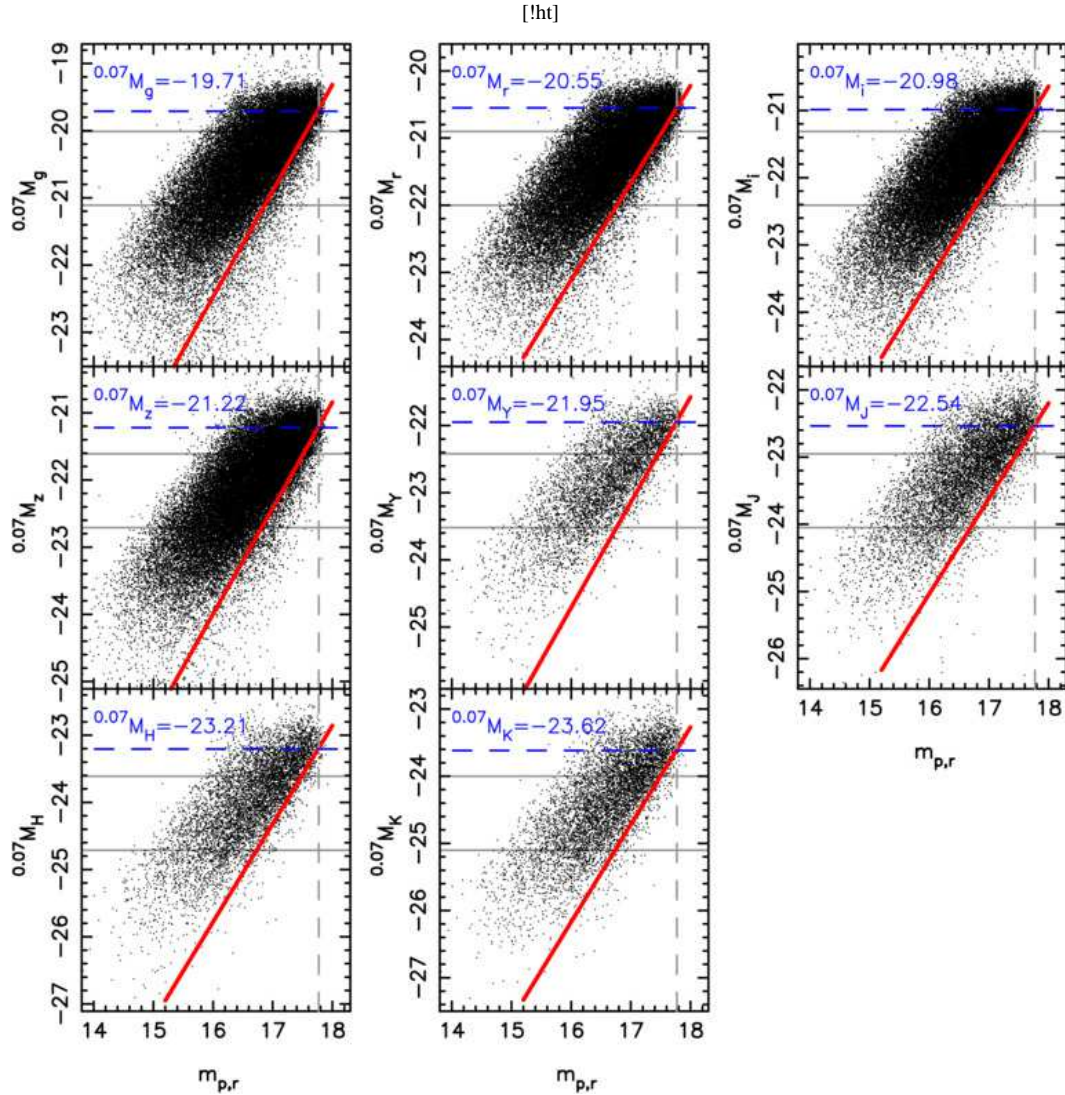 [!ht]
0.07Mg=−19.71
0.07Mg
−19
−20
−21
−22
−23
0.07Mr=−20.55
0.07Mr
−20
−21
−22
−23
−24
0.07Mi=−20.98
0.07Mi
−21
−22
−23
−24
14 15 16 17 18
0.07Mz=−21.22
0.07Mz
−21
−22
−23
−24
−25
0.07MY=−21.95
0.07MY
−22
−23
−24
−25
0.07MJ=−22.54
0.07MJ
−22
−23
−24
−25
−26
14 15 16 17 18
mp,r
0.07MH=−23.21
0.07MH
−23
−24
−25
−26
−27
14 15 16 17 18
mp,r
0.07MK=−23.62
0.07MK
−23
−24
−25
−26
−27
14 15 16 17 18
mp,r